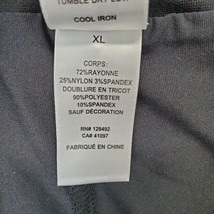 TUMBLE DRY LOW
COOL IRON
XL
CORPS:
72%RAYONNE
25%NYLON 3%SPANDEX
DOUBLURE EN TRICOT
90%POLYESTER
10%SPANDEX
SAUF DÉCORATION
RN# 128492
CA# 41097
FABRIQUÉ EN CHINE